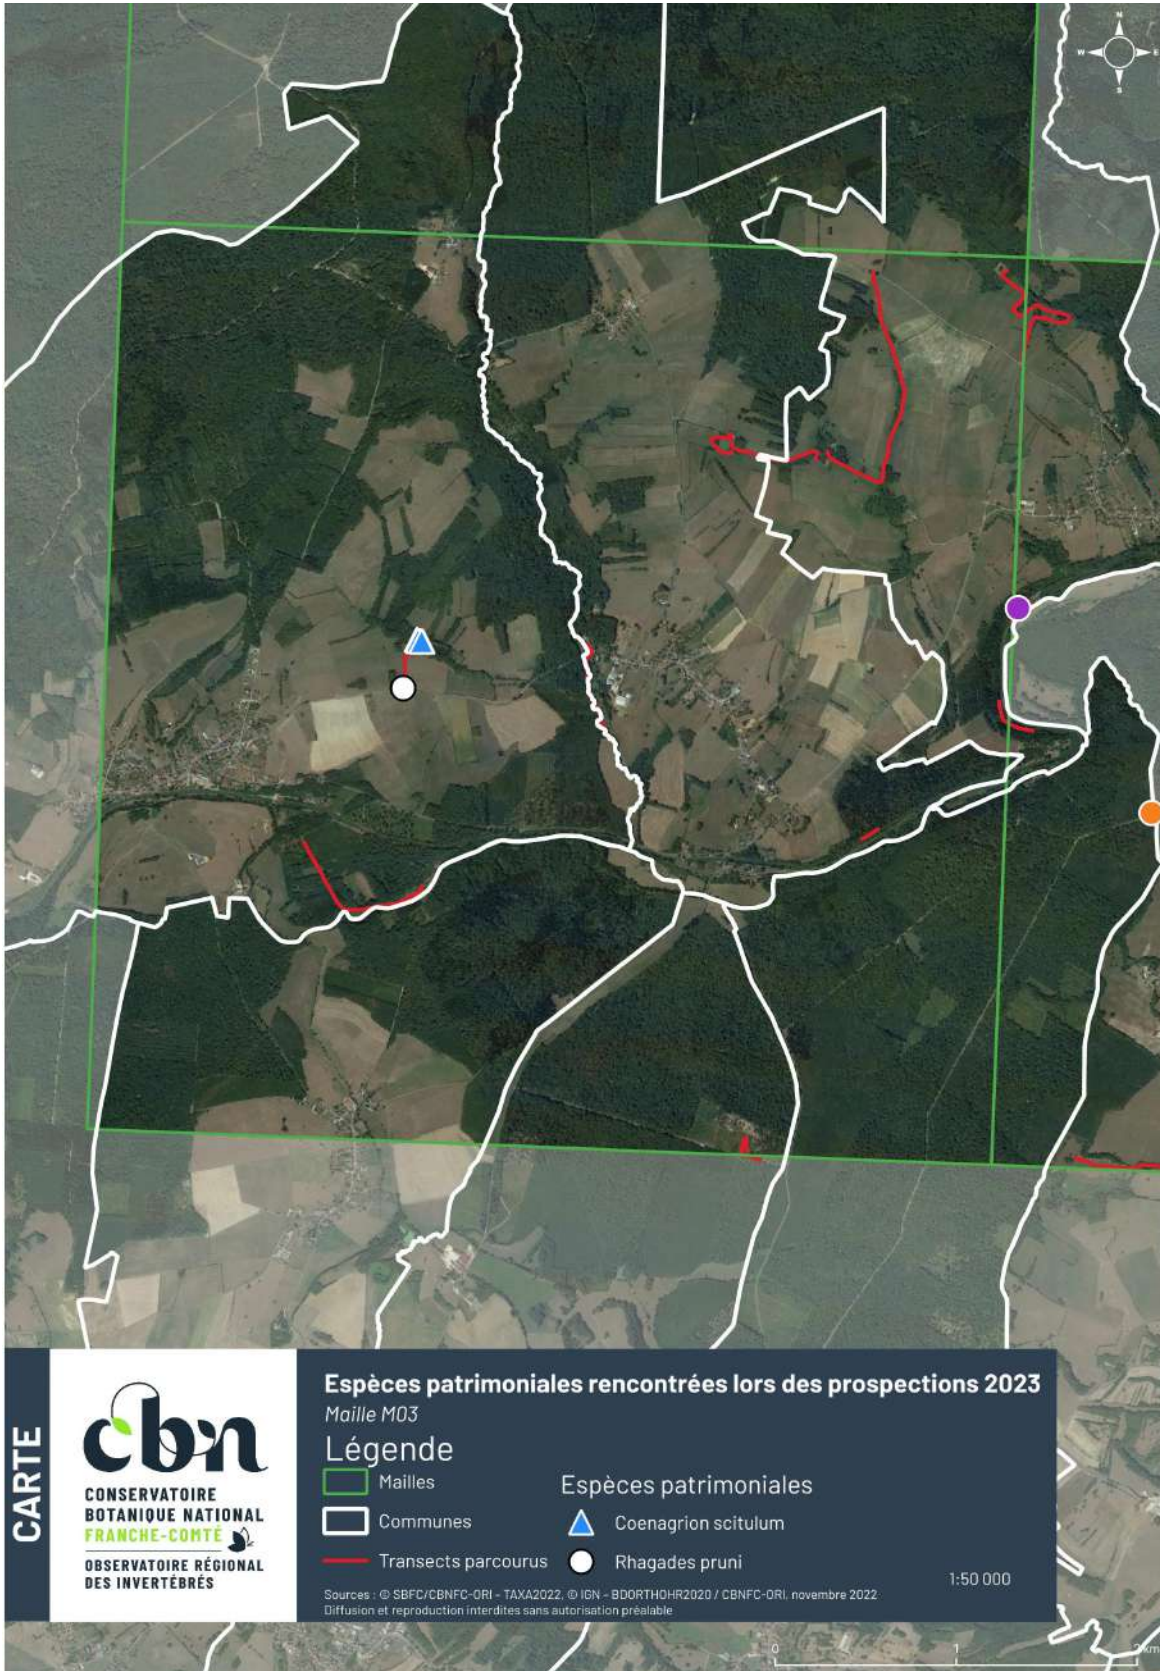 N
W
E
S
CARTE
cbn
CONSERVATOIRE
BOTANIQUE NATIONAL
FRANCHE-COMTÉ
OBSERVATOIRE RÉGIONAL
DES INVERTÉBRÉS
Espèces patrimoniales rencontrées lors des prospections 2023
Maille M03
Légende
Mailles
Communes
Transects parcourus
Espèces patrimoniales
Coenagrion scitulum
Rhagades pruni
1:50 000
Sources : © SBFC/CBNFC-ORI - TAXA2022, © IGN - BDORTHOHR2020 / CBNFC-ORI, novembre 2022
Diffusion et reproduction interdites sans autorisation préalable
0 1 2 km